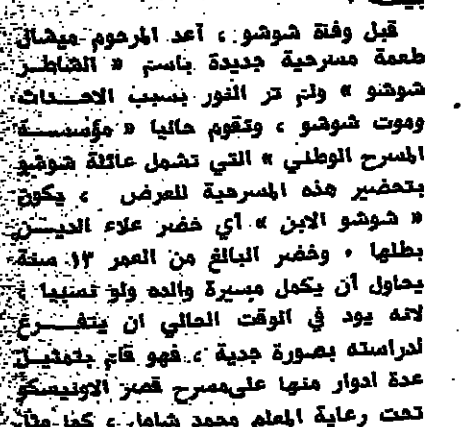 قبل وفاة شوشو ، أعد المرحوم ميشال
طعمة مسرحية جديدة باسم « الشاطر
شوشو » ولم تر النور بسبب الاحداث
وموت شوشو ، وتقوم حاليا « مؤسسة
المسرح الوطني » التي تشمل عائلة شوشو
بتحضير هذه المسرحية للعرض ، يكون
« شوشو الابن » أي خضر علاء الدين
بطلها . وخضر البالغ من العمر ١٣ سنة
يحاول أن يكمل مسيرة والده ولو نسبيا ،
لانه يود في الوقت الحالي ان يتفرغ
لدراسته بصورة جدية ، فهو قام بتمثيل
عدة ادوار منها على مسرح قصر الاونيسكو
تحت رعاية المعلم محمد شامل ، كما مثل